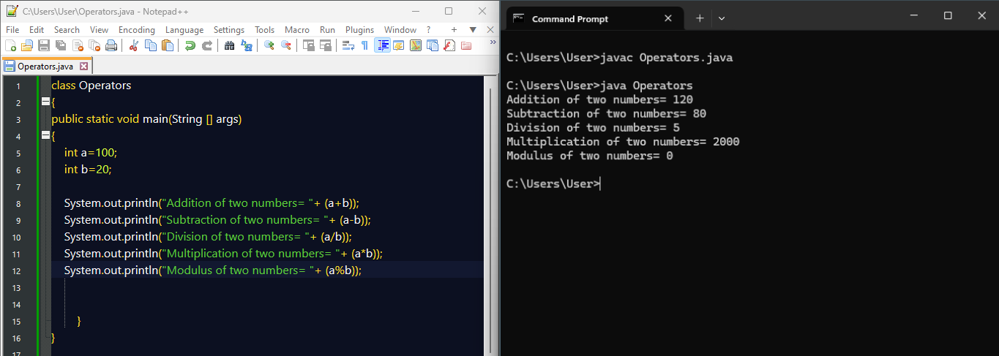 C:\Users\User\Operators.java - Notepad++
File Edit Search View Encoding Language Settings Tools Macro Run Plugins Window ? + ▼ X
Operators.java
1 class Operators
2 {
3 public static void main(String [] args)
4 {
5 int a=100;
6 int b=20;
7
8 System.out.println("Addition of two numbers= "+ (a+b));
9 System.out.println("Subtraction of two numbers= "+ (a-b));
10 System.out.println("Division of two numbers= "+ (a/b));
11 System.out.println("Multiplication of two numbers= "+ (a*b));
12 System.out.println("Modulus of two numbers= "+ (a%b));
13
14
15 }
16 }
17
Command Prompt
C:\Users\User>javac Operators.java
C:\Users\User>java Operators
Addition of two numbers= 120
Subtraction of two numbers= 80
Division of two numbers= 5
Multiplication of two numbers= 2000
Modulus of two numbers= 0
C:\Users\User>